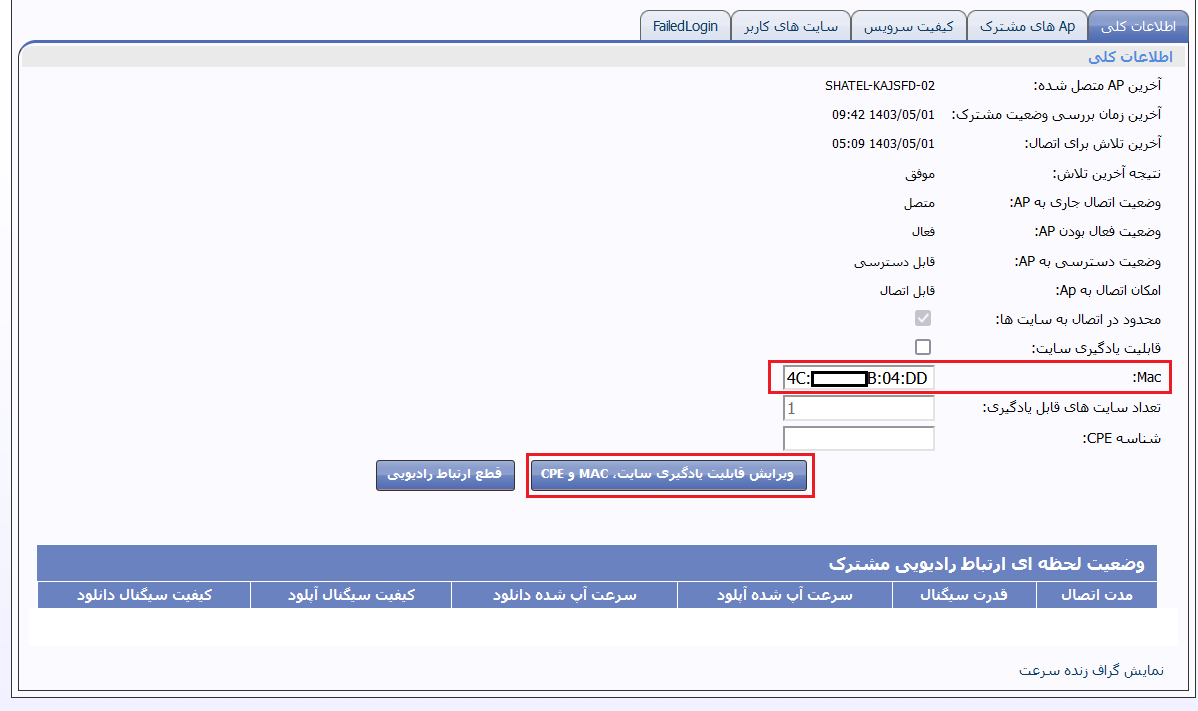 اطلاعات کلی	Ap های مشترک	کیفیت سرویس	سایت های کاربر	FailedLogin
اطلاعات کلی
آخرین AP متصل شده: SHATEL-KAJSFD-02
آخرین زمان بررسی وضعیت مشترک: 1403/05/01 09:42
آخرین تلاش برای اتصال: 1403/05/01 05:09
نتیجه آخرین تلاش: موفق
وضعیت اتصال جاری به AP: متصل
وضعیت فعال بودن AP: فعال
وضعیت دسترسی به AP: قابل دسترسی
امکان اتصال به Ap: قابل اتصال
محدود در اتصال به سایت ها:
قابلیت یادگیری سایت:
Mac: 4C: B:04:DD
تعداد سایت های قابل یادگیری: 1
شناسه CPE:
ویرایش قابلیت یادگیری سایت، MAC و CPE	قطع ارتباط رادیویی
وضعیت لحظه ای ارتباط رادیویی مشترک
مدت اتصال	قدرت سیگنال	سرعت آپ شده آپلود	سرعت آپ شده دانلود	کیفیت سیگنال آپلود	کیفیت سیگنال دانلود
نمایش گراف زنده سرعت